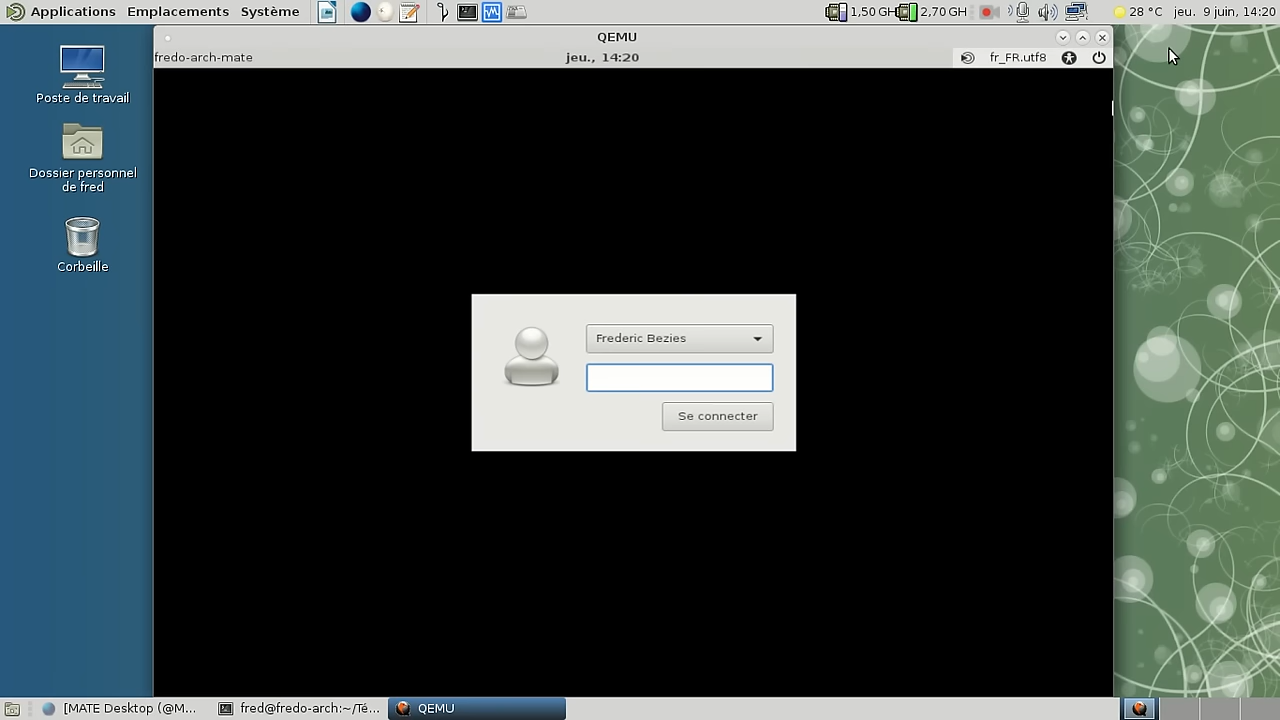 Applications Emplacements Système 1,50 GH 2,70 GH 28 °C jeu. 9 juin, 14:20
QEMU
fredo-arch-mate jeu., 14:20 fr_FR.utf8
Poste de travail
Dossier personnel
de fred
Corbeille
Frederic Bezies
Se connecter
[MATE Desktop (@M... fred@fredo-arch:~/Té... QEMU